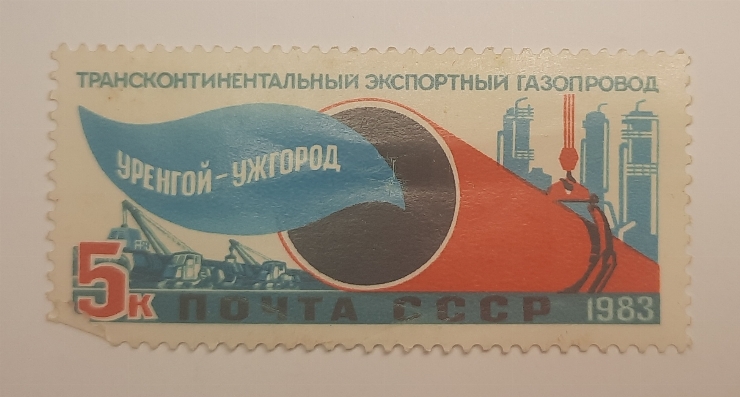 ТРАНСКОНТИНЕНТАЛЬНЫЙ ЭКСПОРТНЫЙ ГАЗОПРОВОД
УРЕНГОЙ-УЖГОРОД
5к ПОЧТА СССР 1983